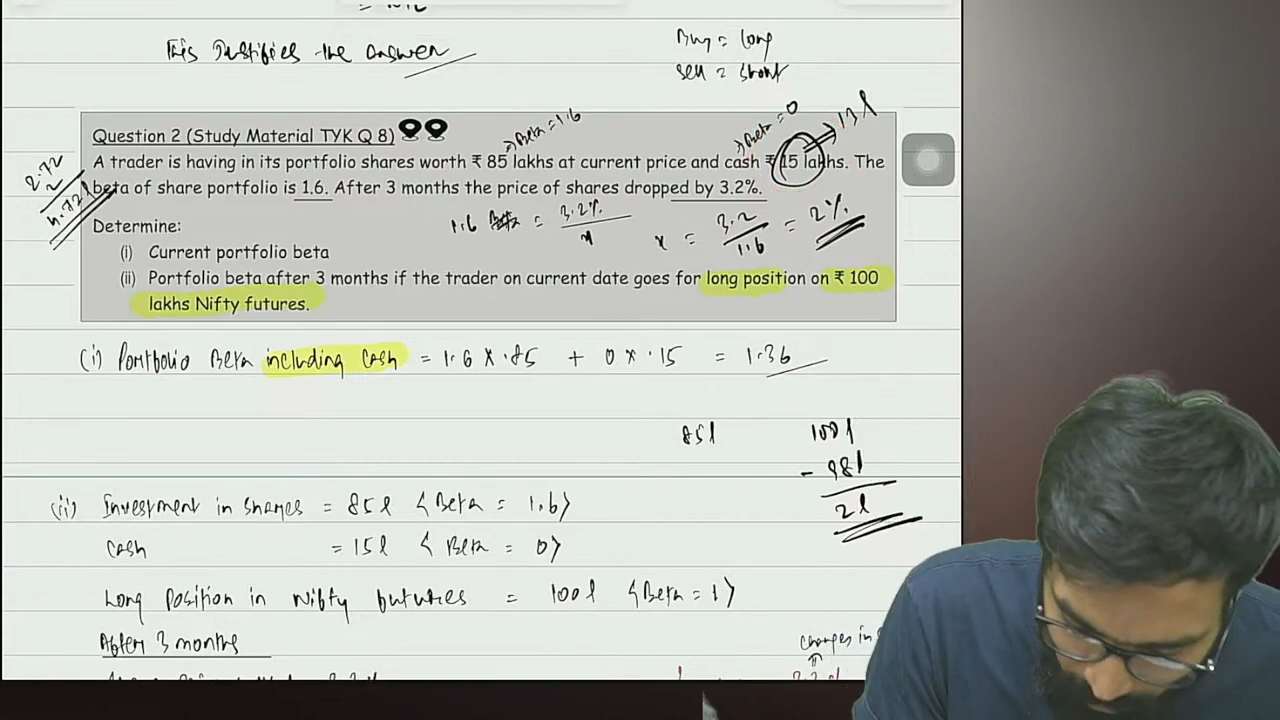 This Justifies the answer
Buy = long
Sell = short
Question 2 (Study Material TYK Q 8)
Beta = 1.6
Beta = 0
13 l
A trader is having in its portfolio shares worth ₹ 85 lakhs at current price and cash ₹ 15 lakhs. The
beta of share portfolio is 1.6. After 3 months the price of shares dropped by 3.2%.
2.72
2
4.72 l
Determine:
1.6 = 3.2% / x
x = 3.2 / 1.6 = 2%
(i) Current portfolio beta
(ii) Portfolio beta after 3 months if the trader on current date goes for long position on ₹ 100
lakhs Nifty futures.
(i) Portfolio Beta including Cash = 1.6 x .85 + 0 x .15 = 1.36
85 l
100 l
- 98 l
2 l
(ii) Investment in shares = 85 l < Beta = 1.6 >
Cash = 15 l < Beta = 0 >
Long Position in Nifty futures = 100 l < Beta = 1 >
After 3 months
changes in